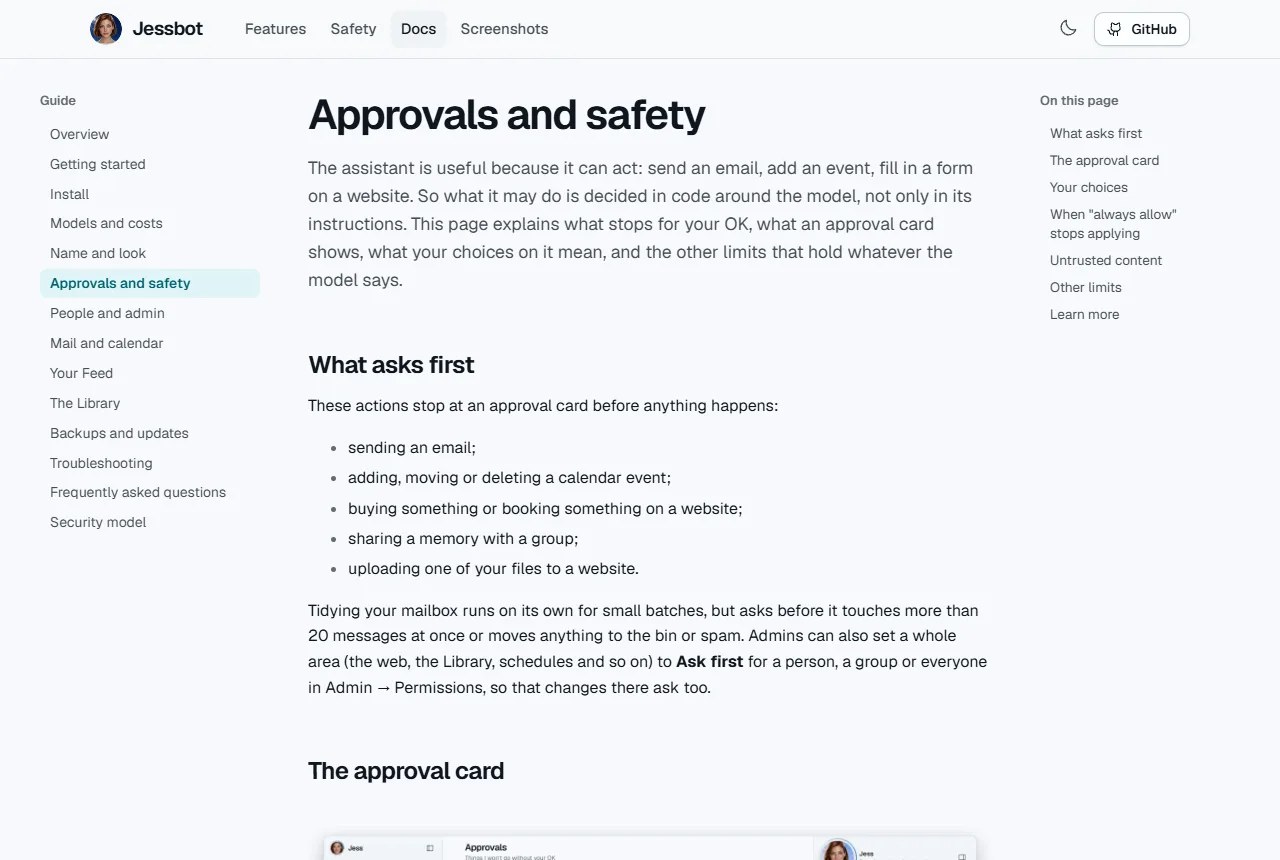 Jessbot
Features
Safety
Docs
Screenshots
GitHub
Guide
Overview
Getting started
Install
Models and costs
Name and look
Approvals and safety
People and admin
Mail and calendar
Your Feed
The Library
Backups and updates
Troubleshooting
Frequently asked questions
Security model
Approvals and safety
The assistant is useful because it can act: send an email, add an event, fill in a form
on a website. So what it may do is decided in code around the model, not only in its
instructions. This page explains what stops for your OK, what an approval card
shows, what your choices on it mean, and the other limits that hold whatever the
model says.
What asks first
These actions stop at an approval card before anything happens:
• sending an email;
• adding, moving or deleting a calendar event;
• buying something or booking something on a website;
• sharing a memory with a group;
• uploading one of your files to a website.
Tidying your mailbox runs on its own for small batches, but asks before it touches more than
20 messages at once or moves anything to the bin or spam. Admins can also set a whole
area (the web, the Library, schedules and so on) to Ask first for a person, a group or everyone
in Admin → Permissions, so that changes there ask too.
The approval card
Jess
Approvals
Things I won't do without your OK
Jess
On this page
What asks first
The approval card
Your choices
When "always allow"
stops applying
Untrusted content
Other limits
Learn more